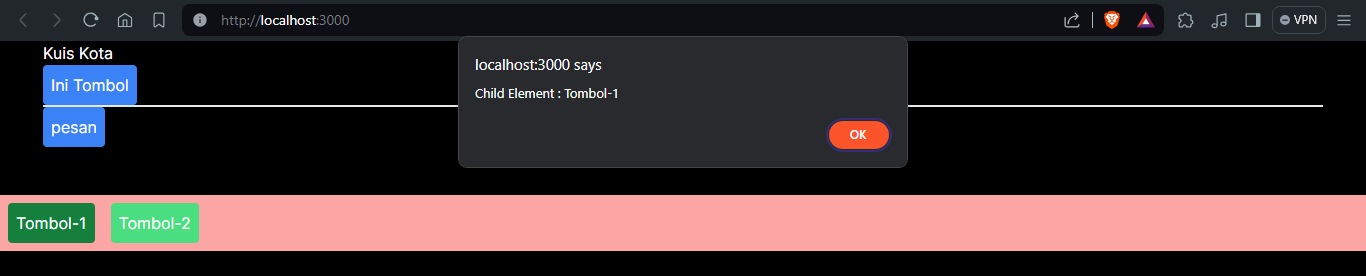 http://localhost:3000
VPN
Kuis Kota
Ini Tombol
pesan
localhost:3000 says
Child Element : Tombol-1
OK
Tombol-1
Tombol-2